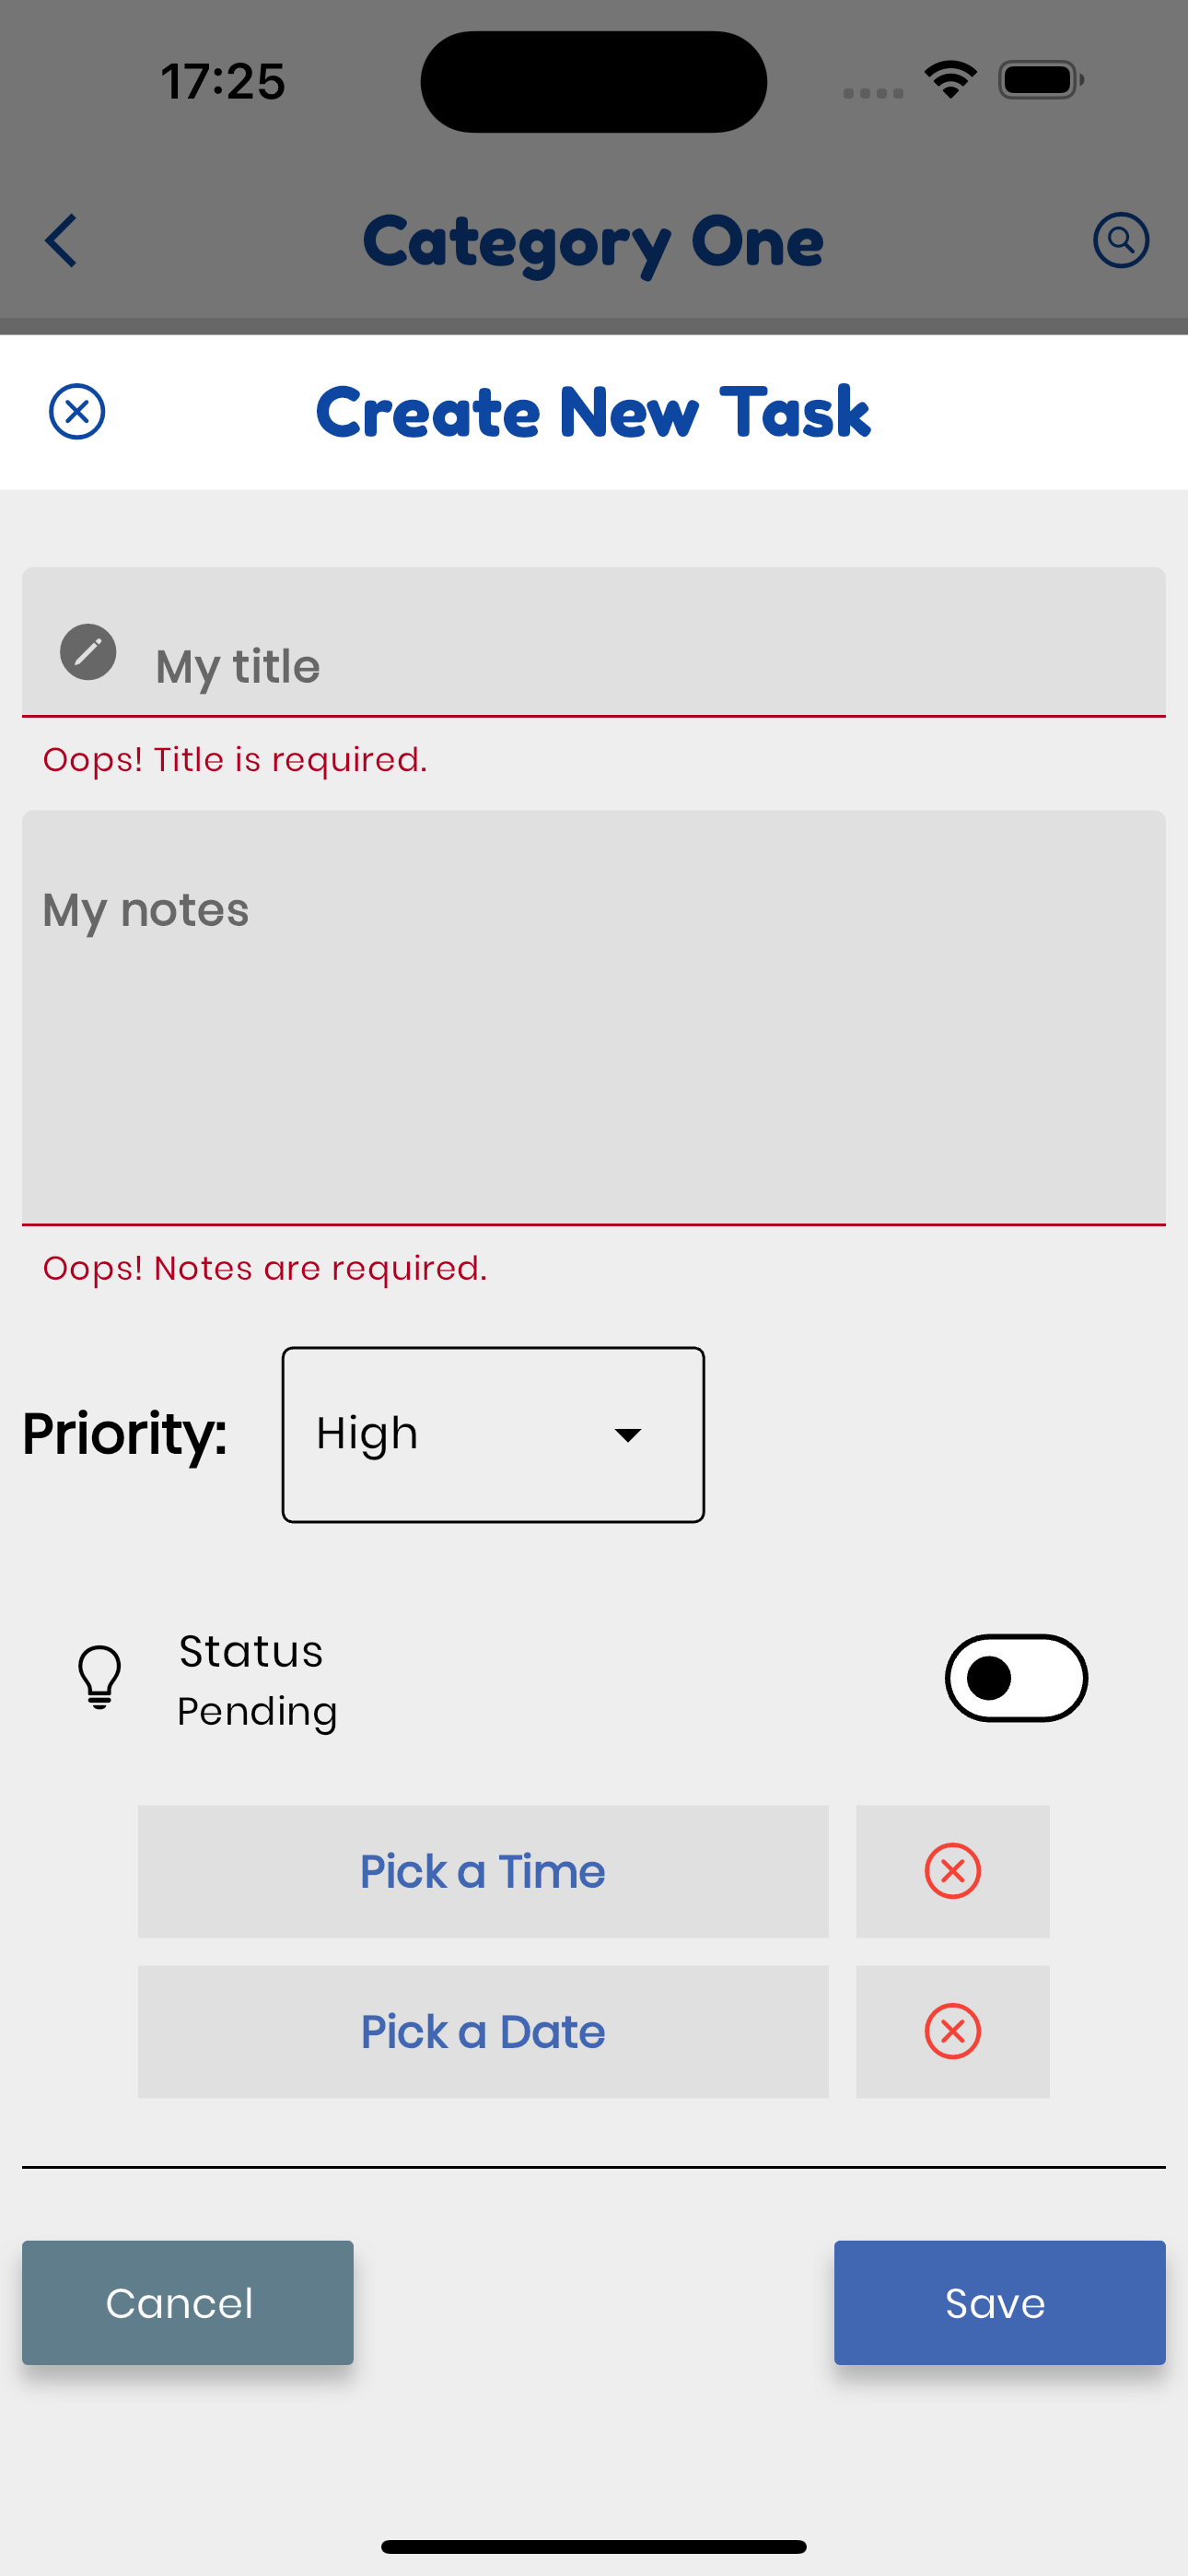 17:25
Category One
Create New Task
My title
Oops! Title is required.
My notes
Oops! Notes are required.
Priority:
High
Status
Pending
Pick a Time
Pick a Date
Cancel
Save